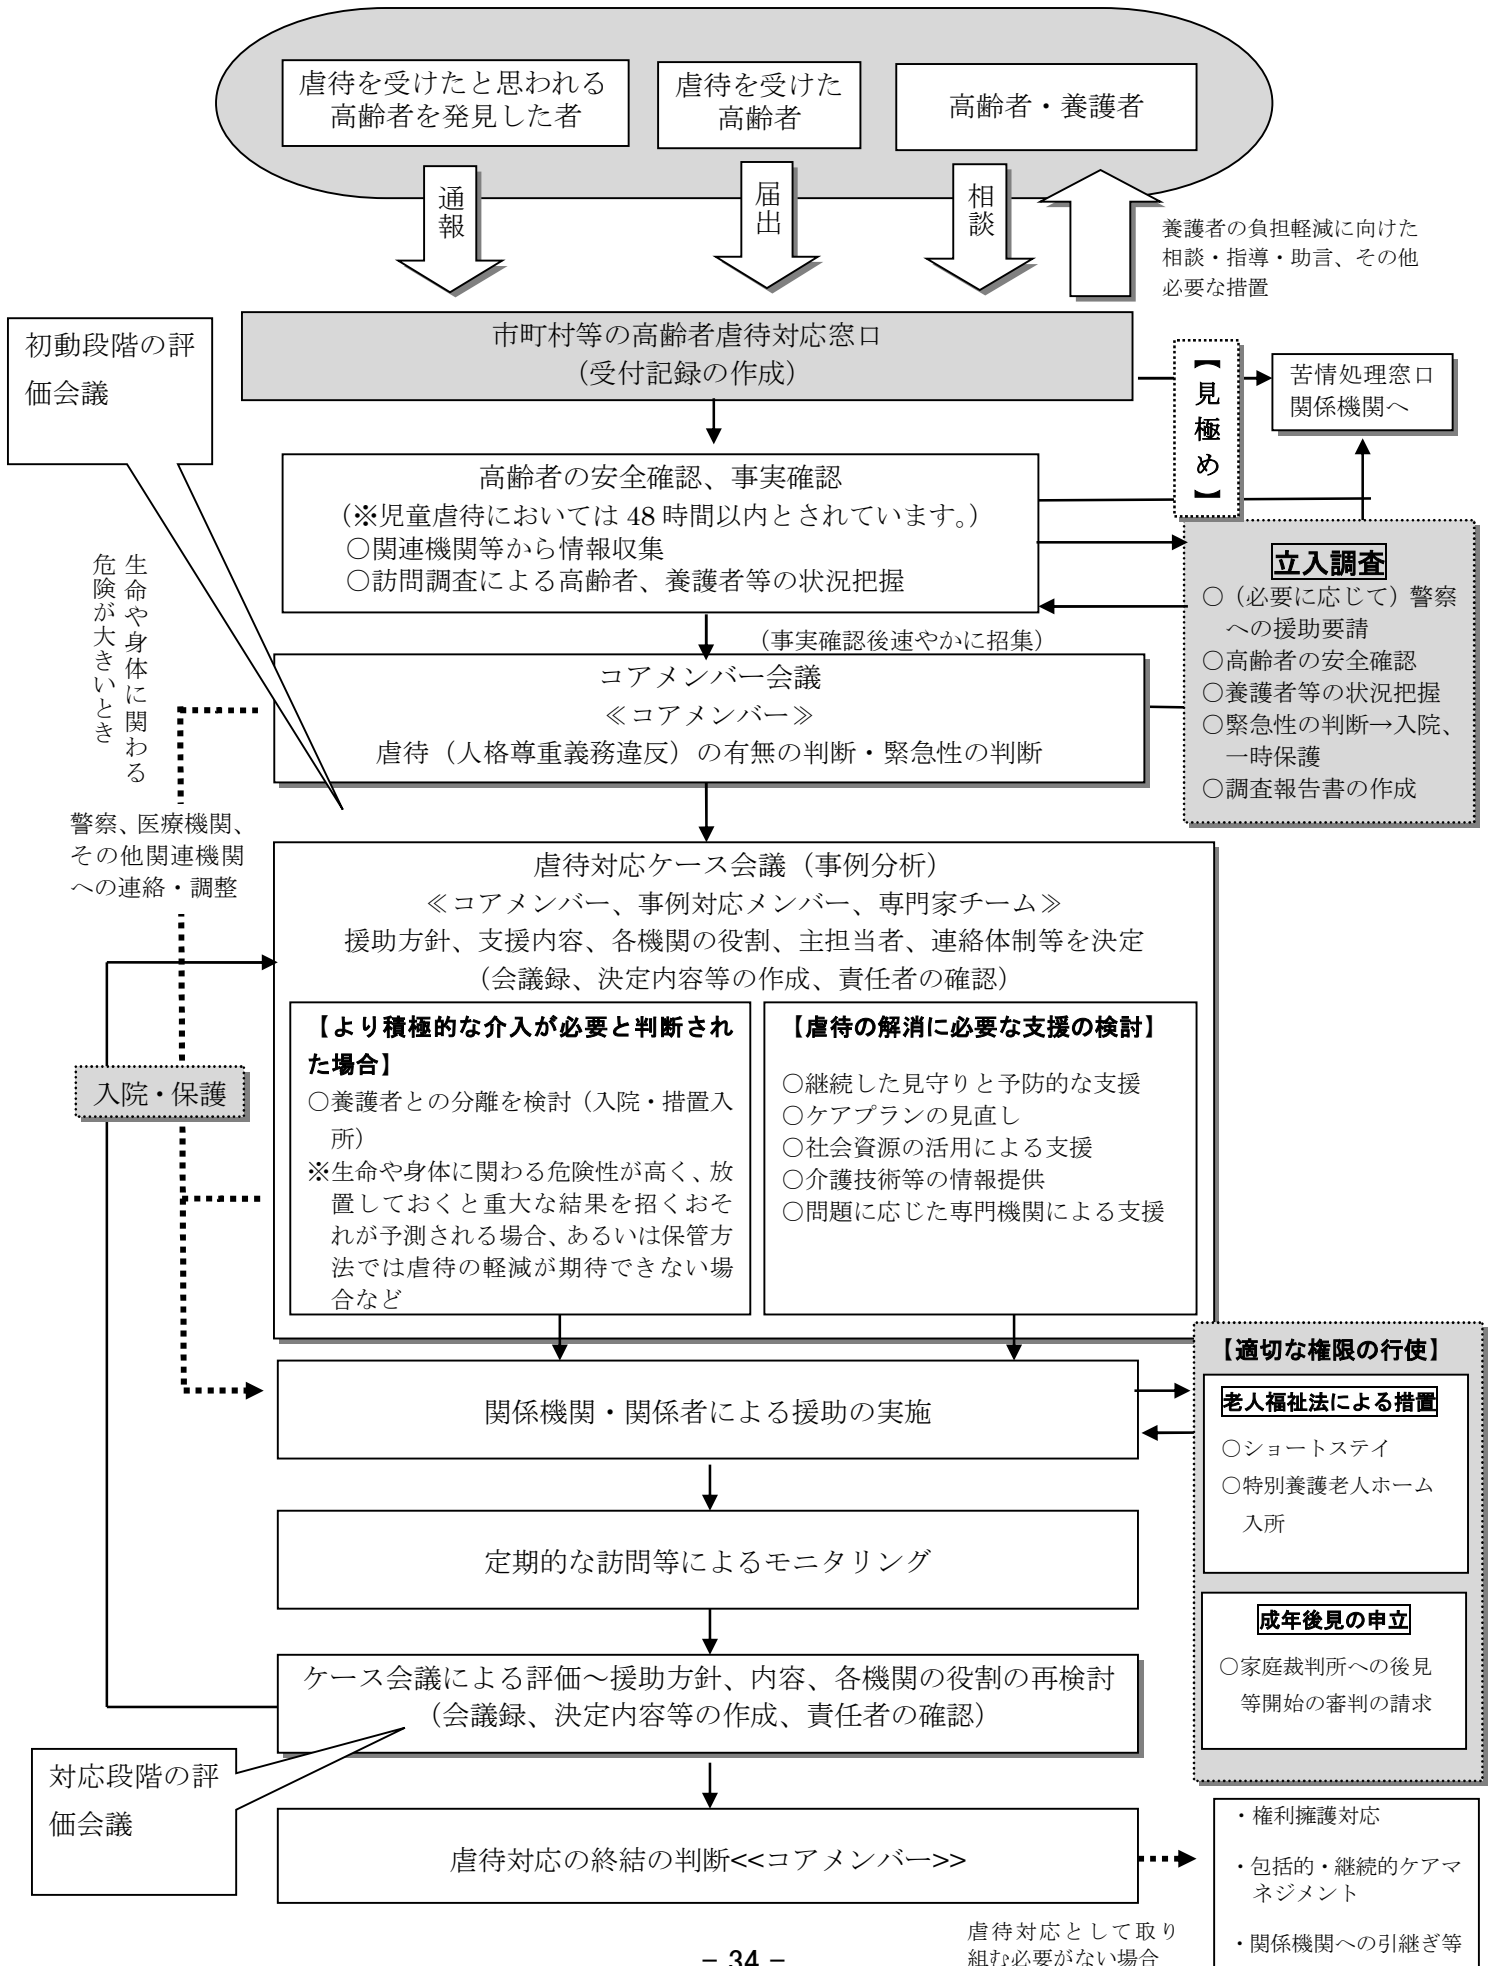 虐待を受けたと思われる
高齢者を発見した者
虐待を受けた
高齢者
高齢者・養護者
通報
届出
相談
養護者の負担軽減に向けた
相談・指導・助言、その他
必要な措置
初動段階の評
価会議
市町村等の高齢者虐待対応窓口
（受付記録の作成）
【見極め】
苦情処理窓口
関係機関へ
高齢者の安全確認、事実確認
（※児童虐待においては 48 時間以内とされています。）
○関連機関等から情報収集
○訪問調査による高齢者、養護者等の状況把握
立入調査
○（必要に応じて）警察
への援助要請
○高齢者の安全確認
○養護者等の状況把握
○緊急性の判断→入院、
一時保護
○調査報告書の作成
生命や身体に関わる
危険が大きいとき
（事実確認後速やかに招集）
コアメンバー会議
≪コアメンバー≫
虐待（人格尊重義務違反）の有無の判断・緊急性の判断
警察、医療機関、
その他関連機関
への連絡・調整
虐待対応ケース会議（事例分析）
≪コアメンバー、事例対応メンバー、専門家チーム≫
援助方針、支援内容、各機関の役割、主担当者、連絡体制等を決定
（会議録、決定内容等の作成、責任者の確認）
【より積極的な介入が必要と判断され
た場合】
○養護者との分離を検討（入院・措置入
所）
※生命や身体に関わる危険性が高く、放
置しておくと重大な結果を招くおそ
れが予測される場合、あるいは保管方
法では虐待の軽減が期待できない場
合など
【虐待の解消に必要な支援の検討】
○継続した見守りと予防的な支援
○ケアプランの見直し
○社会資源の活用による支援
○介護技術等の情報提供
○問題に応じた専門機関による支援
入院・保護
関係機関・関係者による援助の実施
【適切な権限の行使】
老人福祉法による措置
○ショートステイ
○特別養護老人ホーム
入所
成年後見の申立
○家庭裁判所への後見
等開始の審判の請求
定期的な訪問等によるモニタリング
ケース会議による評価～援助方針、内容、各機関の役割の再検討
（会議録、決定内容等の作成、責任者の確認）
対応段階の評
価会議
虐待対応の終結の判断<<コアメンバー>>
・権利擁護対応
・包括的・継続的ケアマ
ネジメント
・関係機関への引継ぎ等
虐待対応として取り
組む必要がない場合
－ 34 －